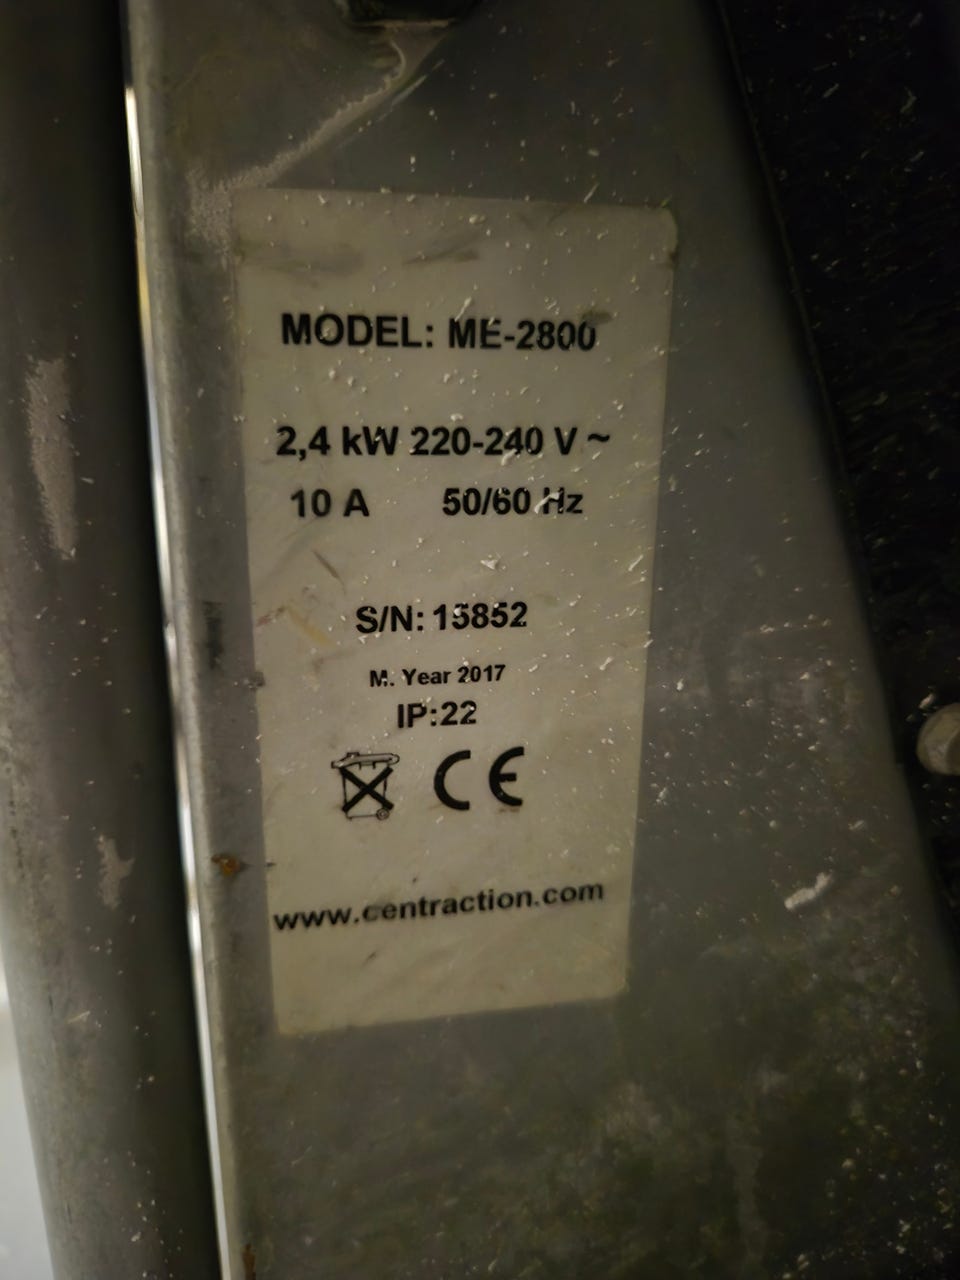 MODEL: ME-2800
2,4 kW 220-240 V ~
10 A 50/60 Hz
S/N: 15852
M. Year 2017
IP:22
CE
www.centraction.com